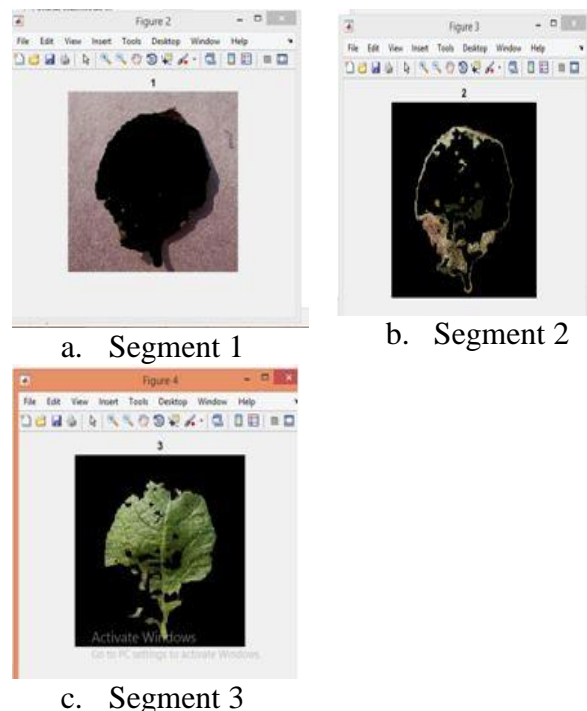 Figure 2
File Edit View Insert Tools Desktop Window Help
1
a. Segment 1
Figure 3
File Edit View Insert Tools Desktop Window Help
2
b. Segment 2
Figure 4
File Edit View Insert Tools Desktop Window Help
3
Activate Windows
Go to PC settings to activate Windows.
c. Segment 3